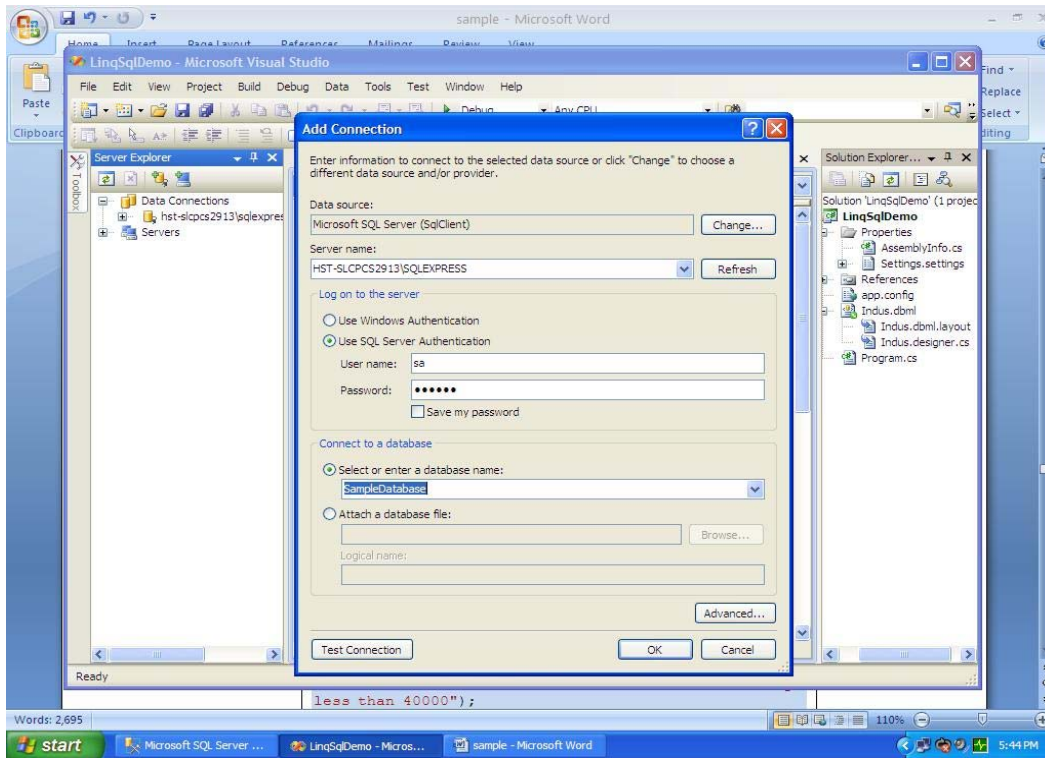 sample - Microsoft Word
Home Insert Page Layout References Mailings Review View
Paste
Clipboard
Find
Replace
Select
diting
LinqSqlDemo - Microsoft Visual Studio
File Edit View Project Build Debug Data Tools Test Window Help
Debug Any CPU
Toolbox
Server Explorer
Data Connections
hst-slcpcs2913\sqlexpres
Servers
Add Connection
Enter information to connect to the selected data source or click "Change" to choose a
different data source and/or provider.
Data source:
Microsoft SQL Server (SqlClient)
Change...
Server name:
HST-SLCPCS2913\SQLEXPRESS
Refresh
Log on to the server
Use Windows Authentication
Use SQL Server Authentication
User name: sa
Password: ●●●●●●
Save my password
Connect to a database
Select or enter a database name:
SampleDatabase
Attach a database file:
Browse...
Logical name:
Advanced...
Test Connection OK Cancel
Solution Explorer...
Solution 'LinqSqlDemo' (1 projec
LinqSqlDemo
Properties
AssemblyInfo.cs
Settings.settings
References
app.config
Indus.dbml
Indus.dbml.layout
Indus.designer.cs
Program.cs
Ready
less than 40000");
Words: 2,695
110%
start
Microsoft SQL Server ...
LinqSqlDemo - Micros...
sample - Microsoft Word
5:44 PM